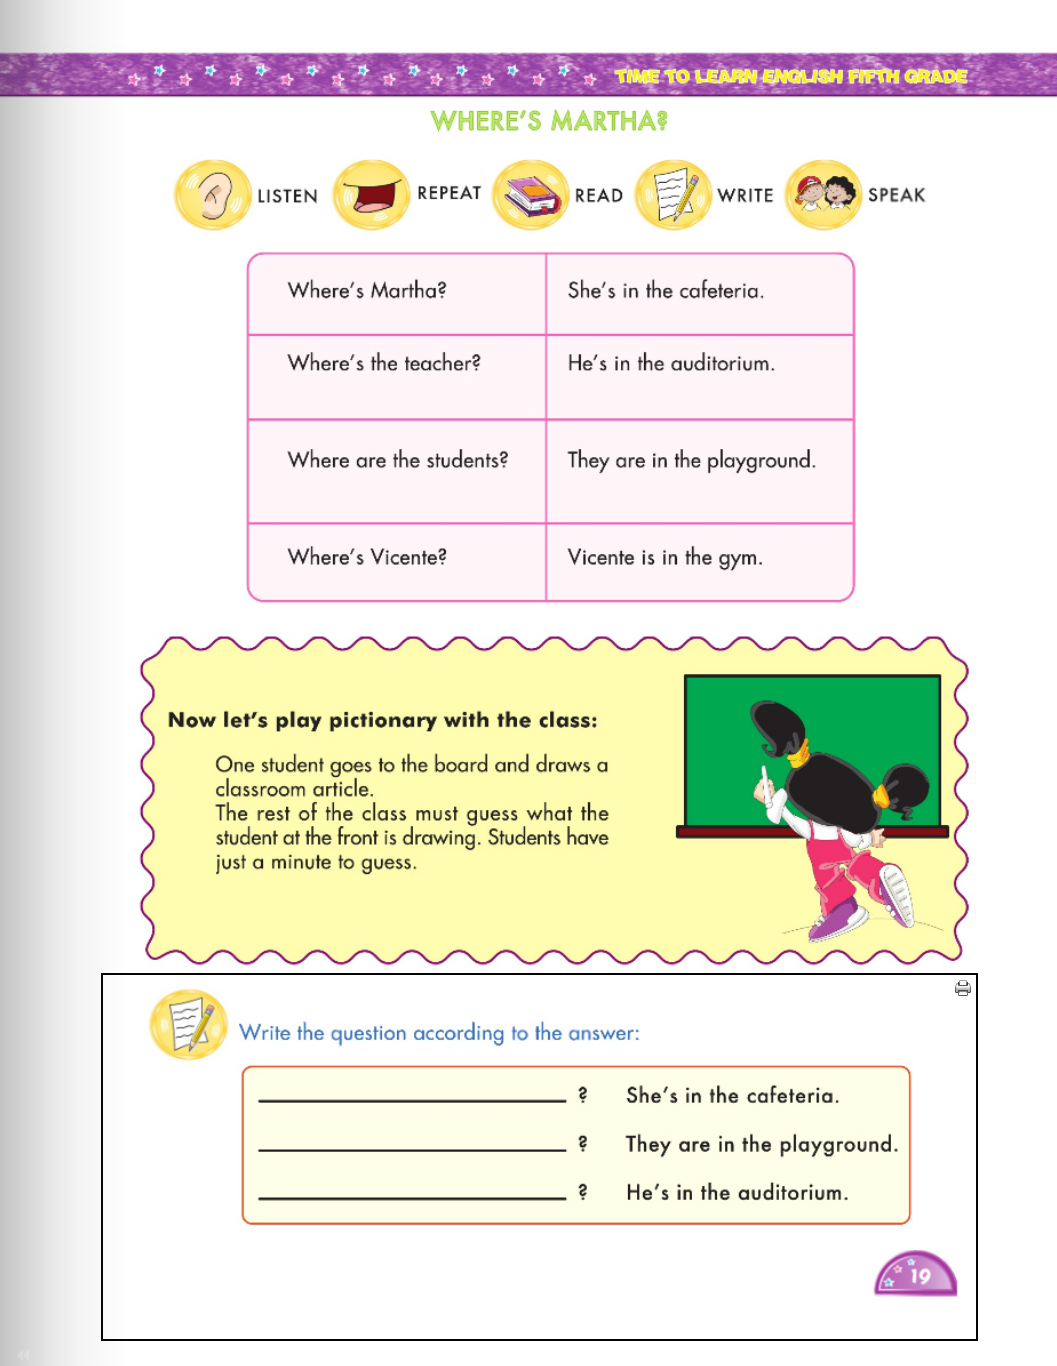 TIME TO LEARN ENGLISH FIFTH GRADE
WHERE'S MARTHA?
LISTEN REPEAT READ WRITE SPEAK
Where's Martha? She's in the cafeteria.
Where's the teacher? He's in the auditorium.
Where are the students? They are in the playground.
Where's Vicente? Vicente is in the gym.
Now let's play pictionary with the class:
One student goes to the board and draws a
classroom article.
The rest of the class must guess what the
student at the front is drawing. Students have
just a minute to guess.
Write the question according to the answer:
? She's in the cafeteria.
? They are in the playground.
? He's in the auditorium.
19
44